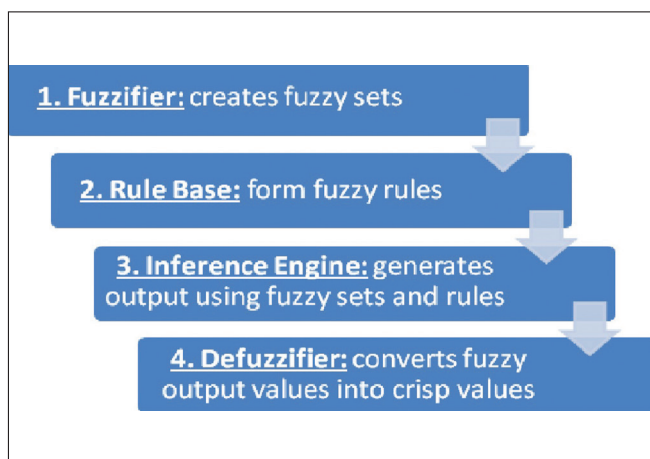 1. Fuzzifier: creates fuzzy sets
2. Rule Base: form fuzzy rules
3. Inference Engine: generates
output using fuzzy sets and rules
4. Defuzzifier: converts fuzzy
output values into crisp values